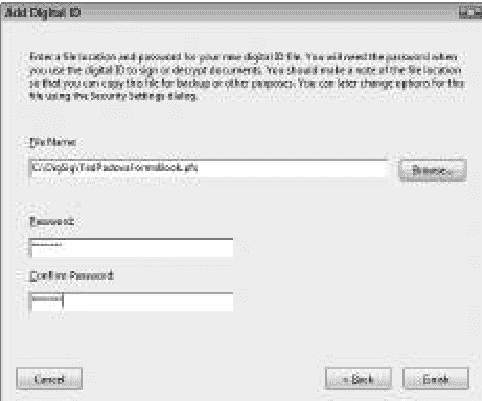 Add Digital ID
Enter a file location and password for your new digital ID file. You will need the password when
you use the digital ID to sign or decrypt documents. You should make a note of the file location
so that you can copy this file for backup or other purposes. You can later change options for this
file using the Security Settings dialog.
File Name:
Browse...
Password:
Confirm Password:
Cancel
< Back
Finish